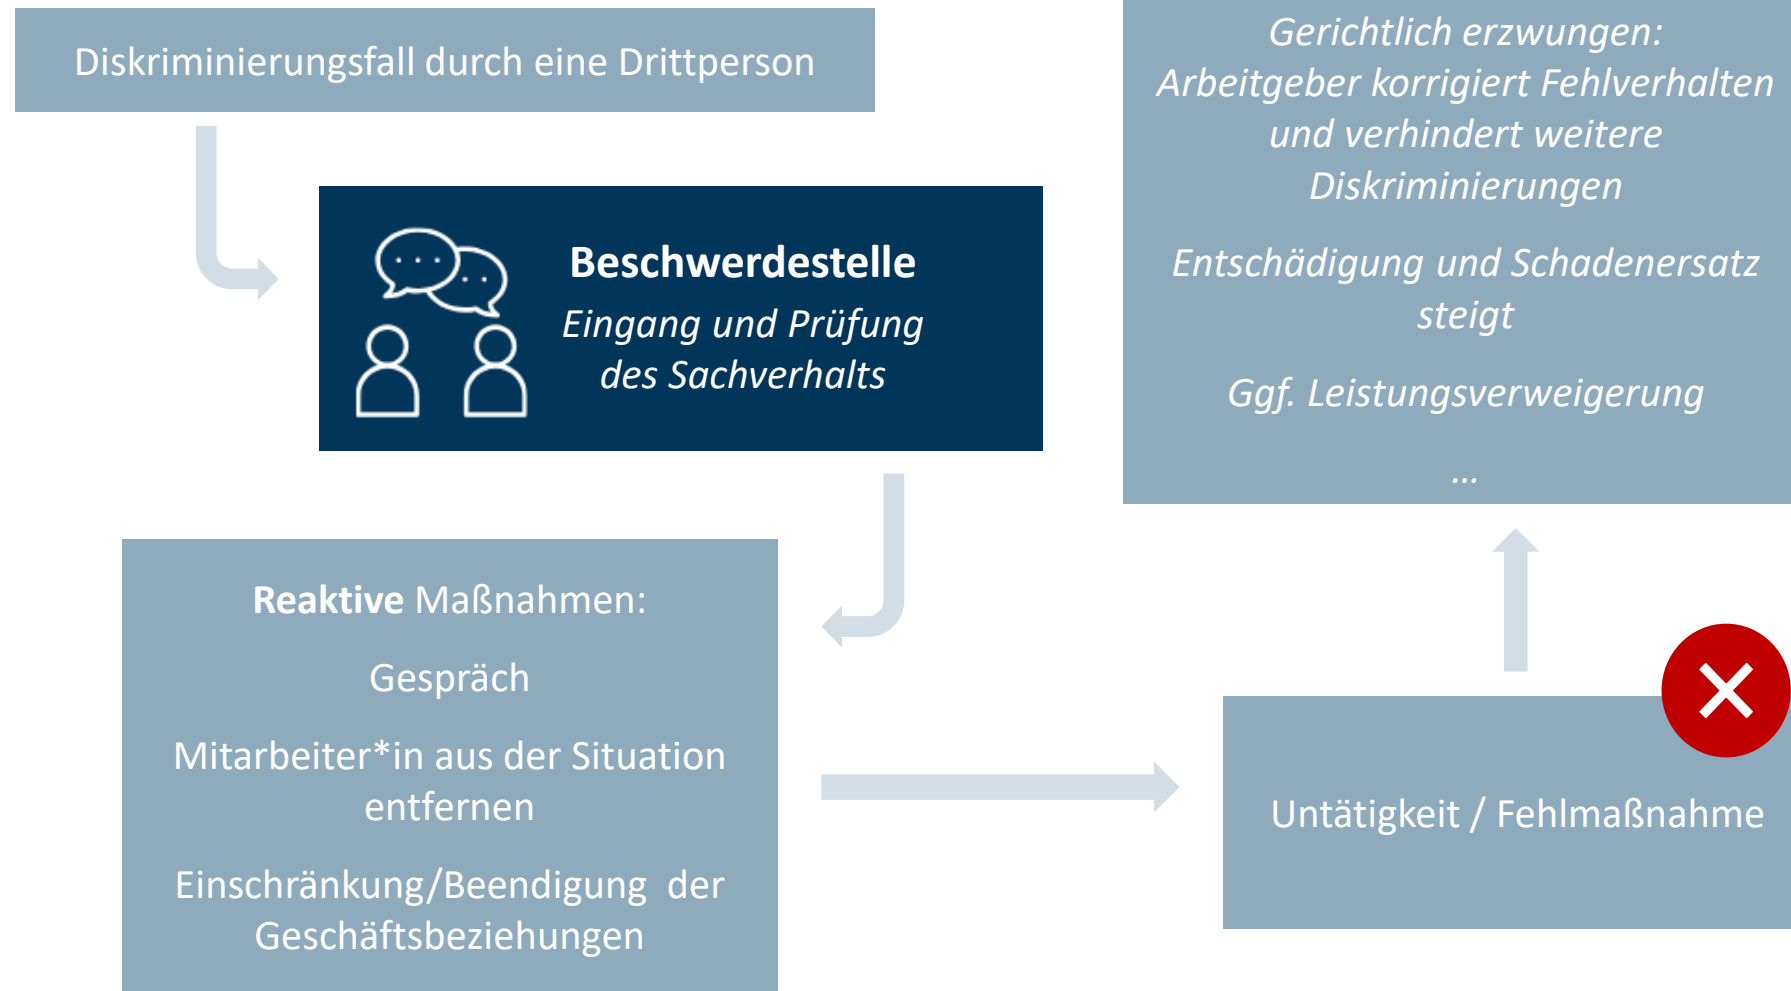 Diskriminierungsfall durch eine Drittperson
Beschwerdestelle
Eingang und Prüfung
des Sachverhalts
Reaktive Maßnahmen:
Gespräch
Mitarbeiter*in aus der Situation
entfernen
Einschränkung/Beendigung der
Geschäftsbeziehungen
Untätigkeit / Fehlmaßnahme
Gerichtlich erzwungen:
Arbeitgeber korrigiert Fehlverhalten
und verhindert weitere
Diskriminierungen
Entschädigung und Schadenersatz
steigt
Ggf. Leistungsverweigerung
...